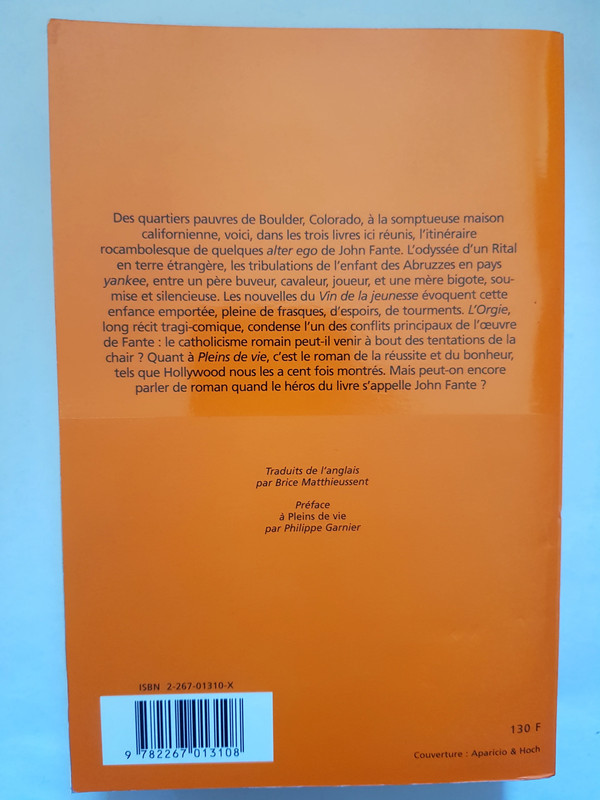 Des quartiers pauvres de Boulder, Colorado, à la somptueuse maison
californienne, voici, dans les trois livres ici réunis, l'itinéraire
rocambolesque de quelques alter ego de John Fante. L'odyssée d'un Rital
en terre étrangère, les tribulations de l'enfant des Abruzzes en pays
yankee, entre un père buveur, cavaleur, joueur, et une mère bigote, sou-
mise et silencieuse. Les nouvelles du Vin de la jeunesse évoquent cette
enfance emportée, pleine de frasques, d'espoirs, de tourments. L'Orgie,
long récit tragi-comique, condense l'un des conflits principaux de l'œuvre
de Fante : le catholicisme romain peut-il venir à bout des tentations de la
chair ? Quant à Pleins de vie, c'est le roman de la réussite et du bonheur,
tels que Hollywood nous les a cent fois montrés. Mais peut-on encore
parler de roman quand le héros du livre s'appelle John Fante ?
Traduits de l'anglais
par Brice Matthieussent
Préface
à Pleins de vie
par Philippe Garnier
ISBN 2-267-01310-X
9 782267 013108
130 F
Couverture : Aparicio & Hoch